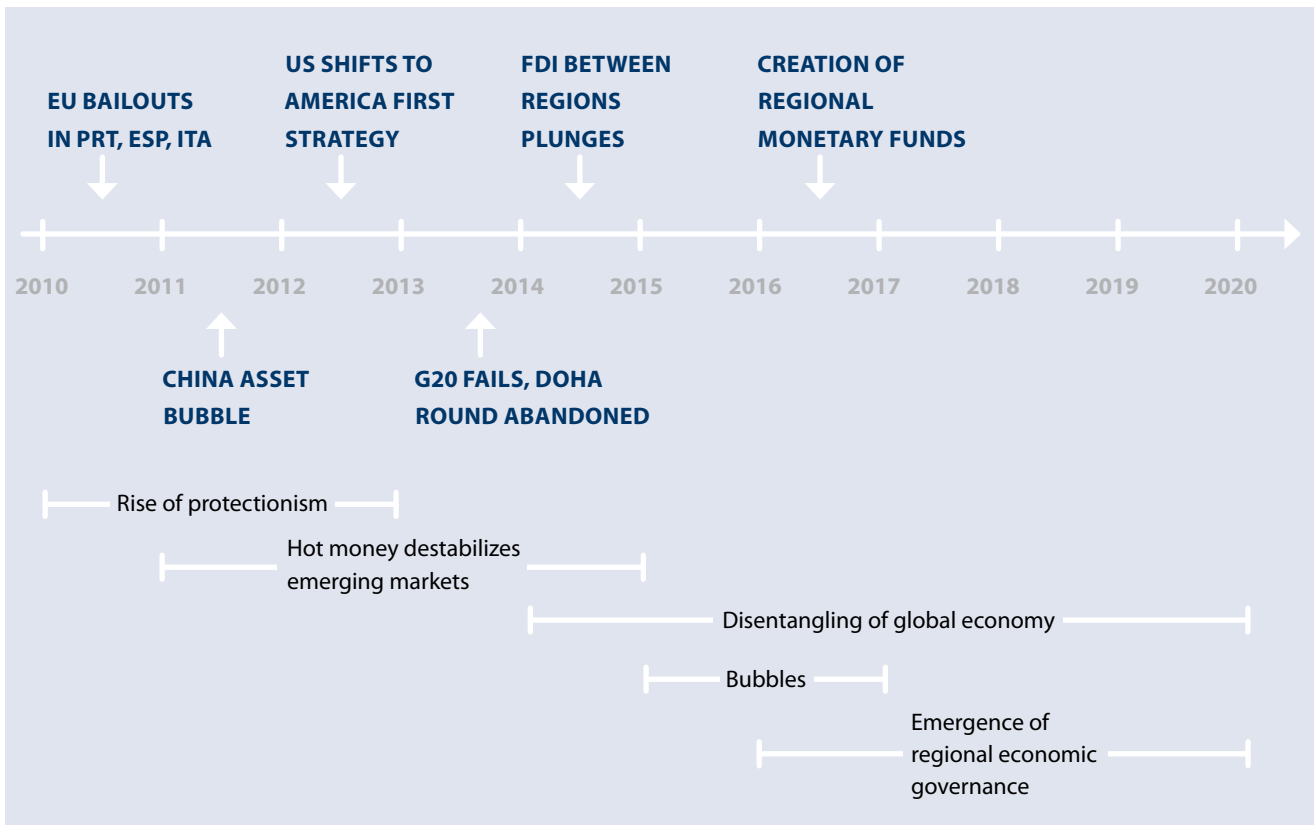 EU BAILOUTS
IN PRT, ESP, ITA
US SHIFTS TO
AMERICA FIRST
STRATEGY
FDI BETWEEN
REGIONS
PLUNGES
CREATION OF
REGIONAL
MONETARY FUNDS
2010 2011 2012 2013 2014 2015 2016 2017 2018 2019 2020
CHINA ASSET
BUBBLE
G20 FAILS, DOHA
ROUND ABANDONED
Rise of protectionism
Hot money destabilizes
emerging markets
Disentangling of global economy
Bubbles
Emergence of
regional economic
governance